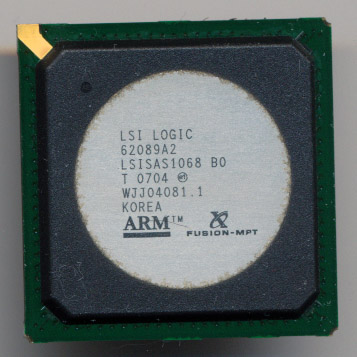 LSI LOGIC
62089A2
LSISAS1068 B0
T 0704
WJJ04081.1
KOREA
ARM™
FUSION-MPT